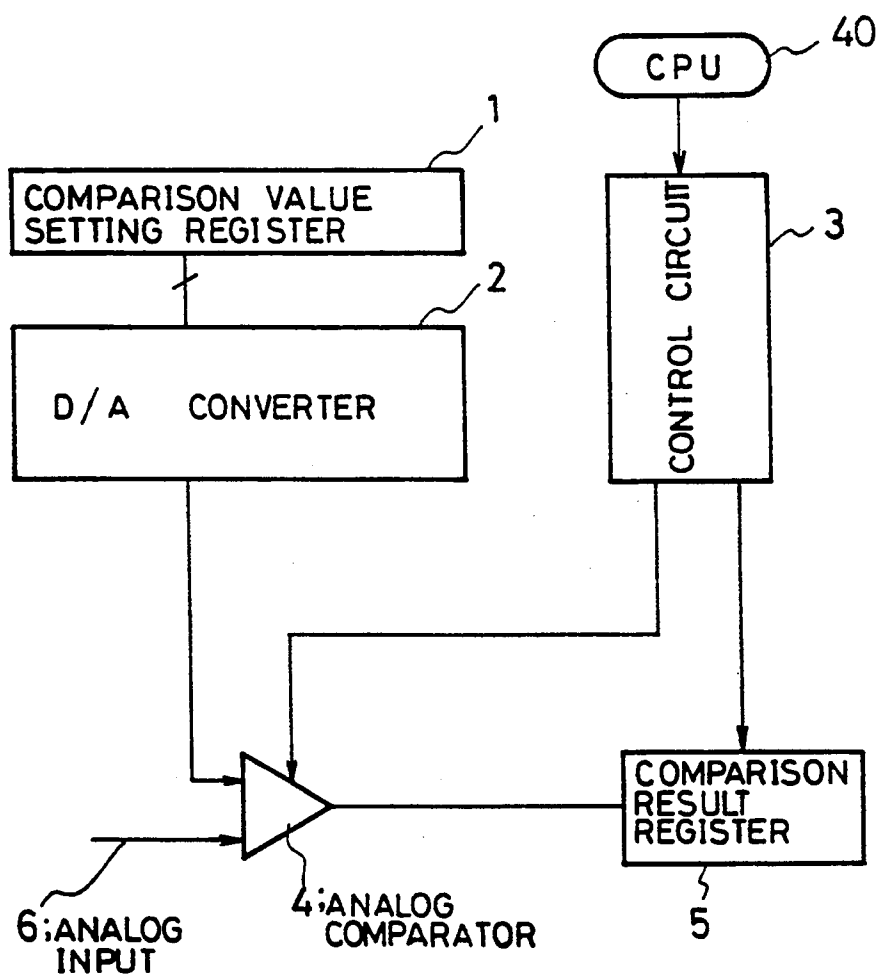 40
CPU
1
COMPARISON VALUE
SETTING REGISTER
CONTROL CIRCUIT
3
2
D/A CONVERTER
COMPARISON
RESULT
REGISTER
4;ANALOG
COMPARATOR
5
6;ANALOG
INPUT